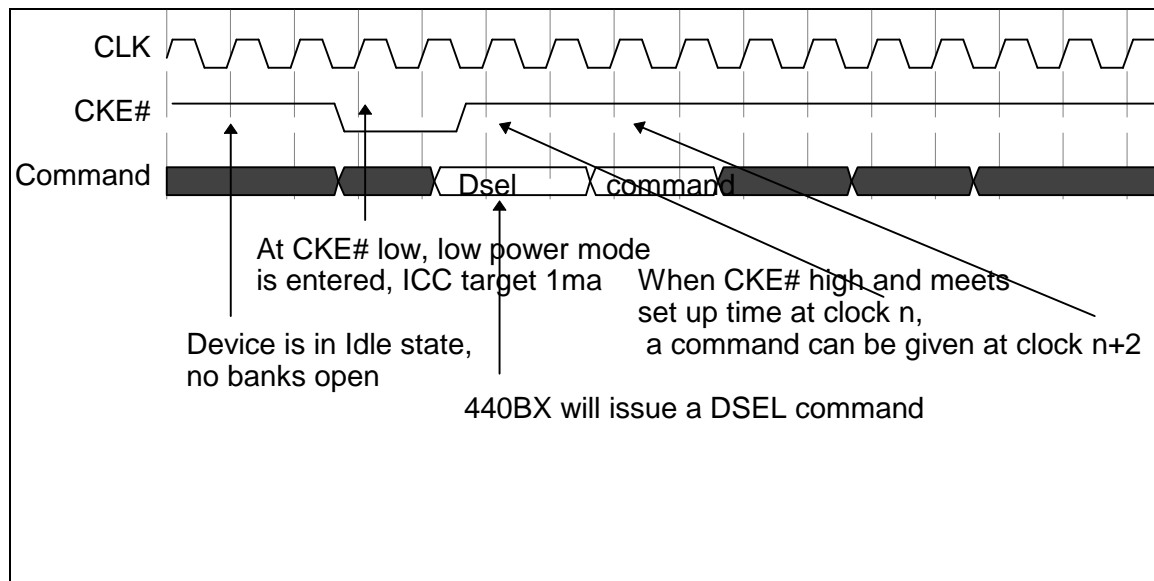 CLK
CKE#
Command
Dsel
command
At CKE# low, low power mode
is entered, ICC target 1ma
When CKE# high and meets
set up time at clock n,
a command can be given at clock n+2
Device is in Idle state,
no banks open
440BX will issue a DSEL command